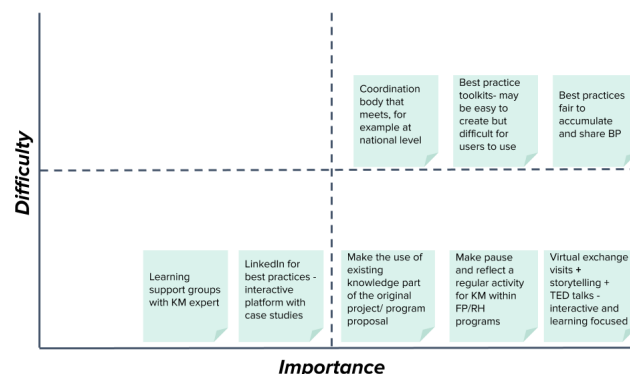 Difficulty
Coordination
body that
meets, for
example at
national level
Best practice
toolkits- may
be easy to
create but
difficult for
users to use
Best practices
fair to
accumulate
and share BP
Learning
support groups
with KM expert
LinkedIn for
best practices -
interactive
platform with
case studies
Make the use of
existing
knowledge part
of the original
project/ program
proposal
Make pause
and reflect a
regular activity
for KM within
FP/RH
programs
Virtual exchange
visits +
storytelling +
TED talks -
interactive and
learning focused
Importance